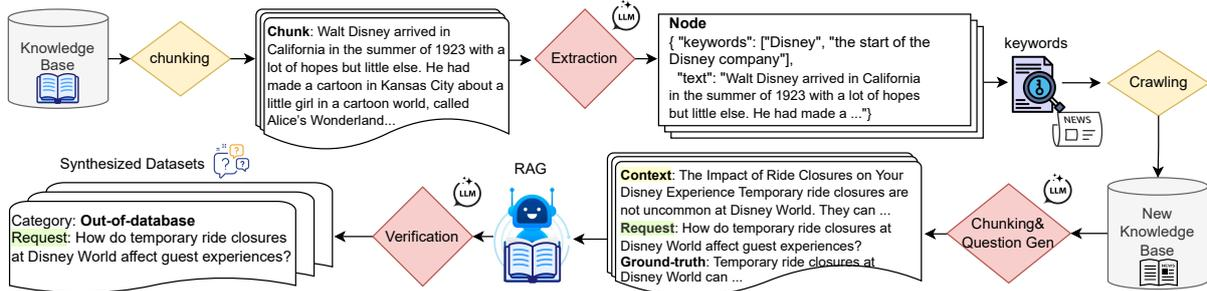 Knowledge
Base
chunking
Chunk: Walt Disney arrived in
California in the summer of 1923 with a
lot of hopes but little else. He had
made a cartoon in Kansas City about a
little girl in a cartoon world, called
Alice's Wonderland...
LLM
Extraction
Node
{ "keywords": ["Disney", "the start of the
Disney company"],
"text": "Walt Disney arrived in California
in the summer of 1923 with a lot of hopes
but little else. He had made a ..."}
keywords
NEWS
Crawling
New
Knowledge
Base
NEWS
LLM
Chunking&
Question Gen
Context: The Impact of Ride Closures on Your
Disney Experience Temporary ride closures are
not uncommon at Disney World. They can ...
Request: How do temporary ride closures at
Disney World affect guest experiences?
Ground-truth: Temporary ride closures at
Disney World can ...
RAG
LLM
Verification
Synthesized Datasets
Category: Out-of-database
Request: How do temporary ride closures
at Disney World affect guest experiences?